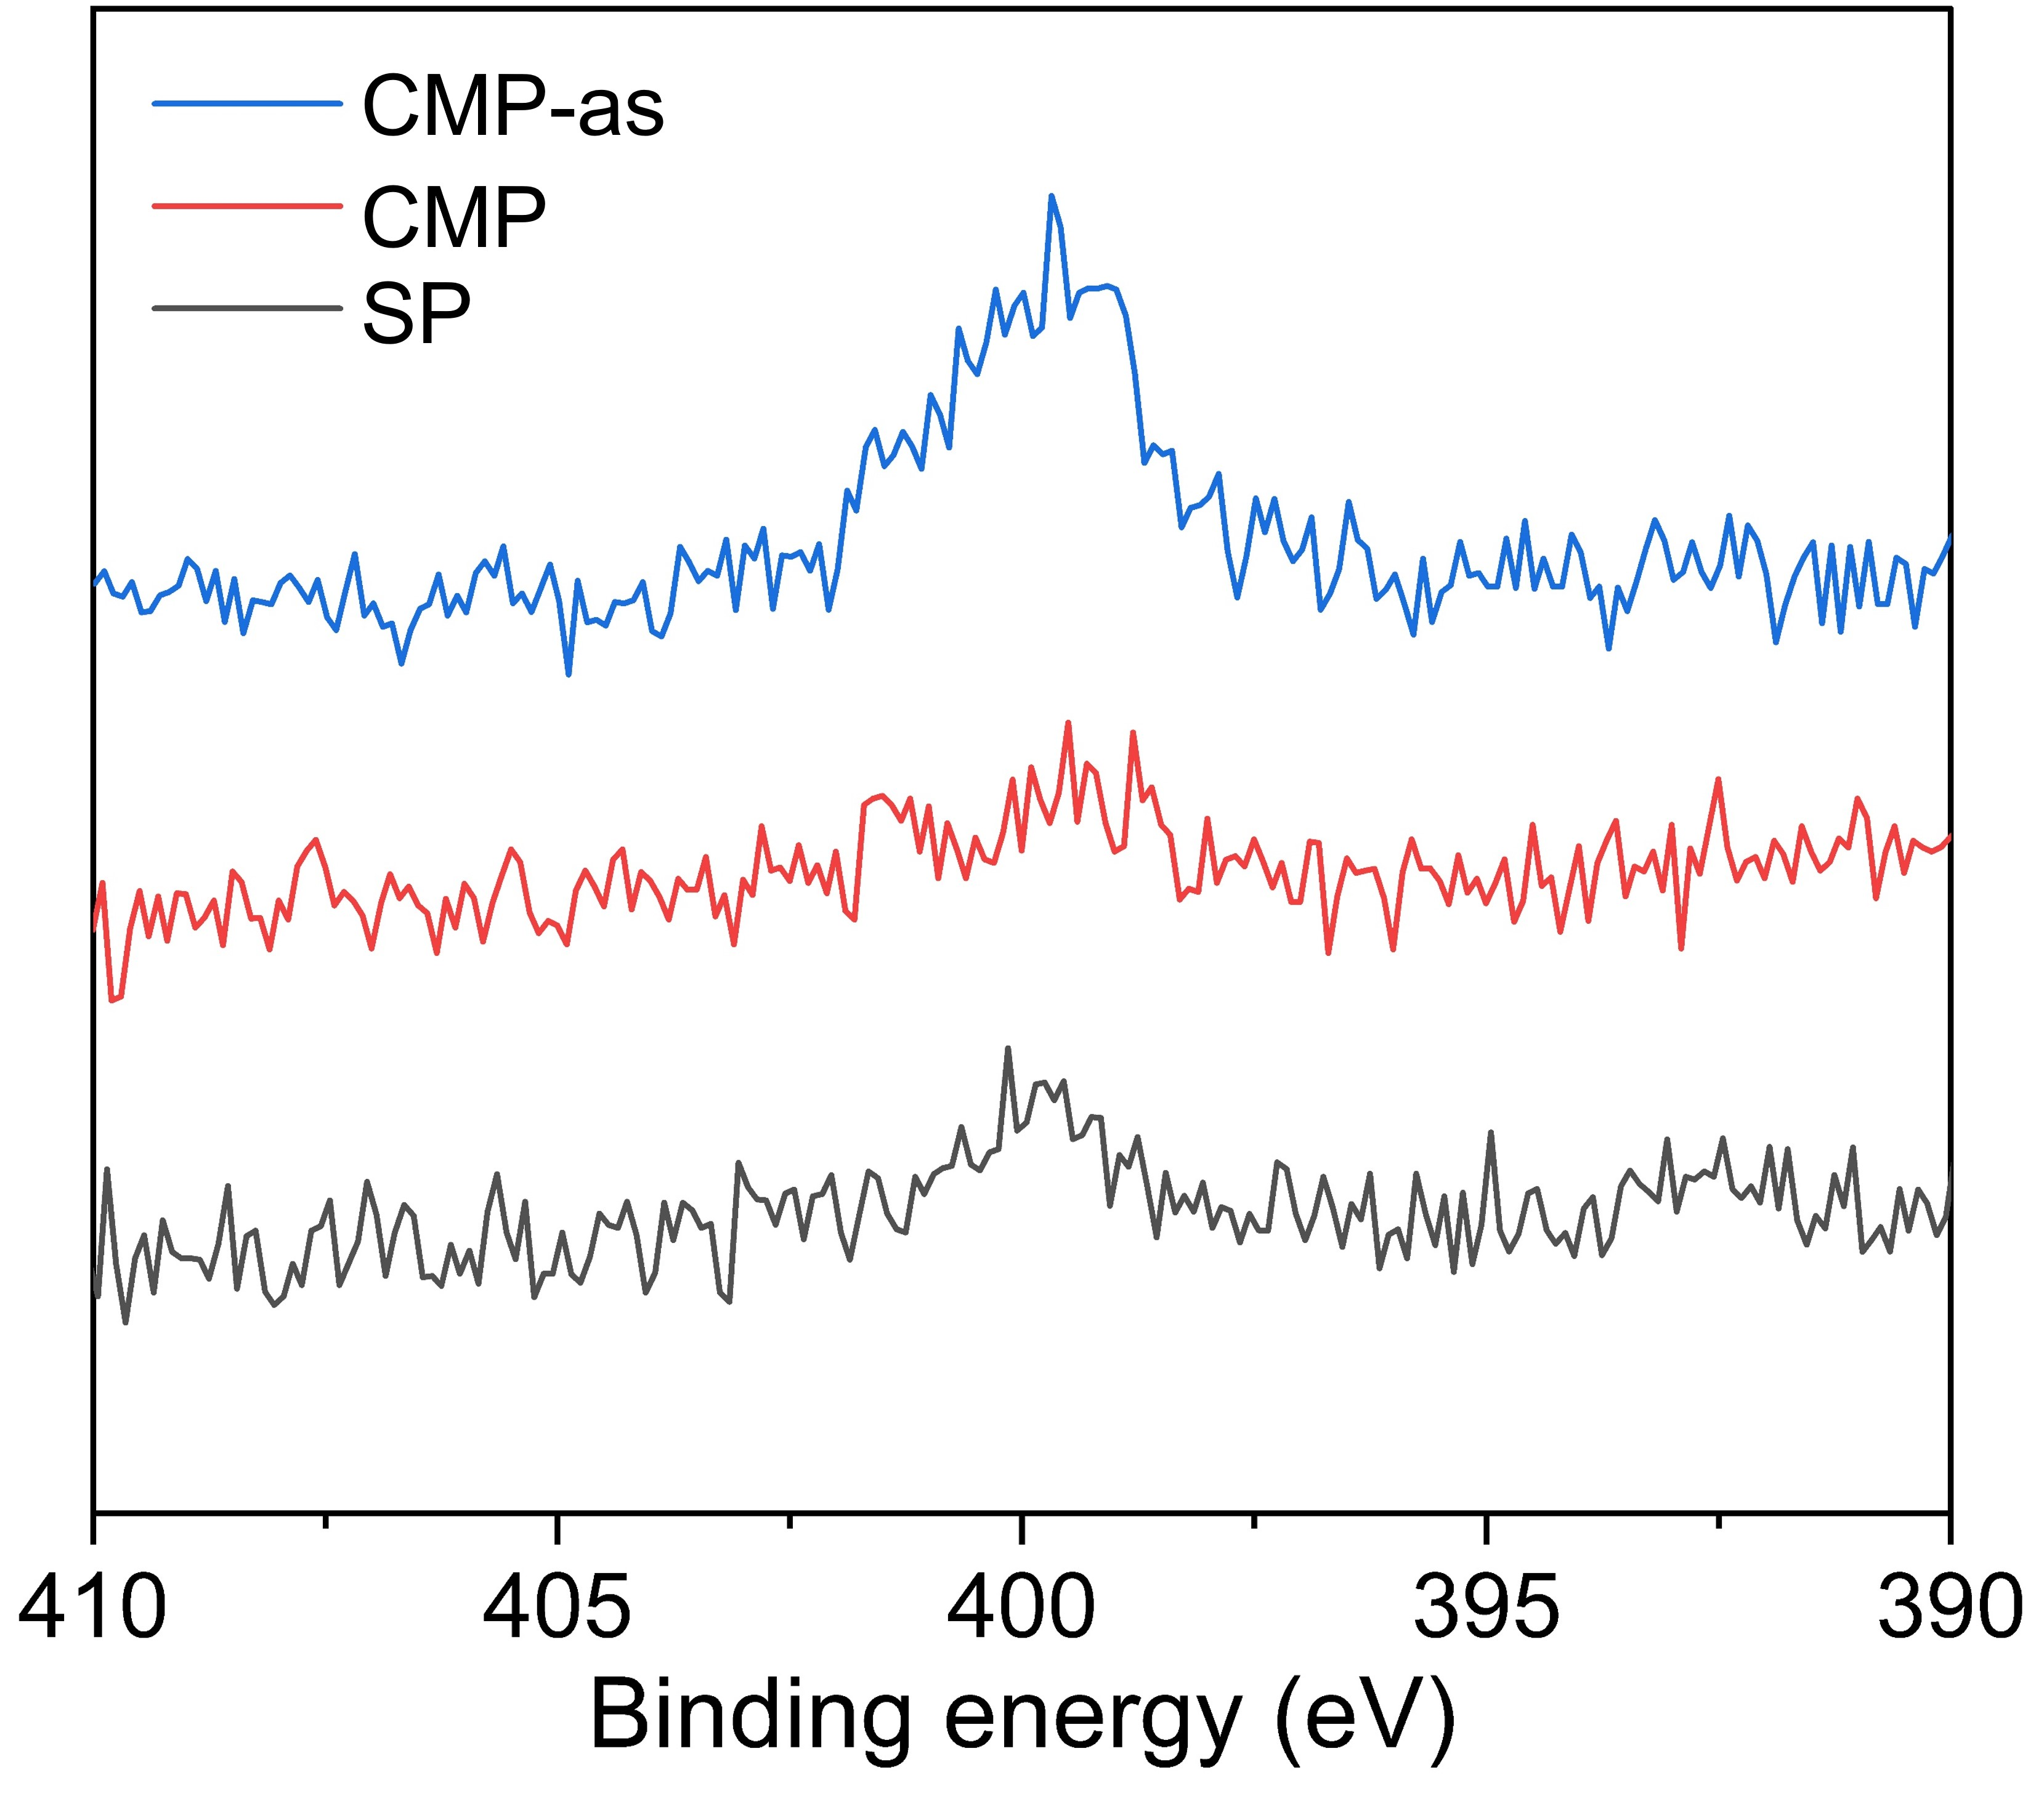 CMP-as
CMP
SP
410 405 400 395 390
Binding energy (eV)